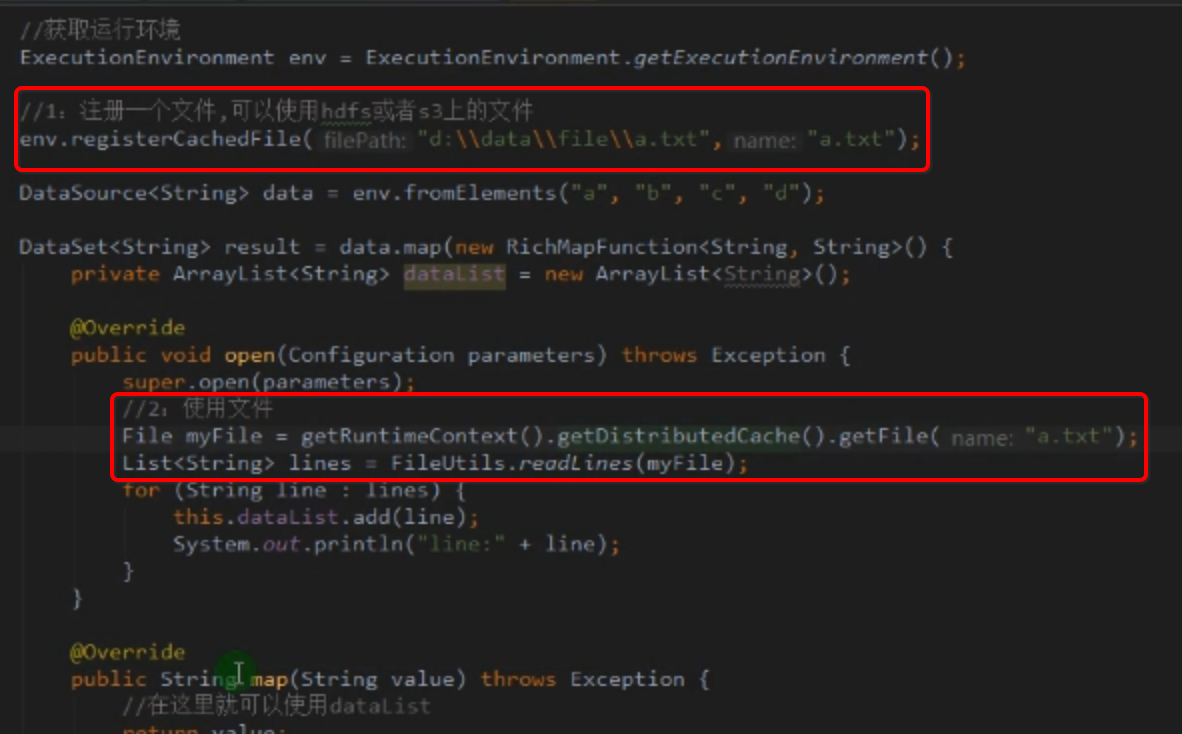 //获取运行环境
ExecutionEnvironment env = ExecutionEnvironment.getExecutionEnvironment();
//1: 注册一个文件,可以使用hdfs或者s3上的文件
env.registerCachedFile( filePath: "d:\\data\\file\\a.txt", name: "a.txt");
DataSource<String> data = env.fromElements("a", "b", "c", "d");
DataSet<String> result = data.map(new RichMapFunction<String, String>() {
private ArrayList<String> dataList = new ArrayList<String>();
@Override
public void open(Configuration parameters) throws Exception {
super.open(parameters);
//2: 使用文件
File myFile = getRuntimeContext().getDistributedCache().getFile( name: "a.txt");
List<String> lines = FileUtils.readLines(myFile);
for (String line : lines) {
this.dataList.add(line);
System.out.println("line:" + line);
}
}
@Override
public String map(String value) throws Exception {
//在这里就可以使用dataList
return value;